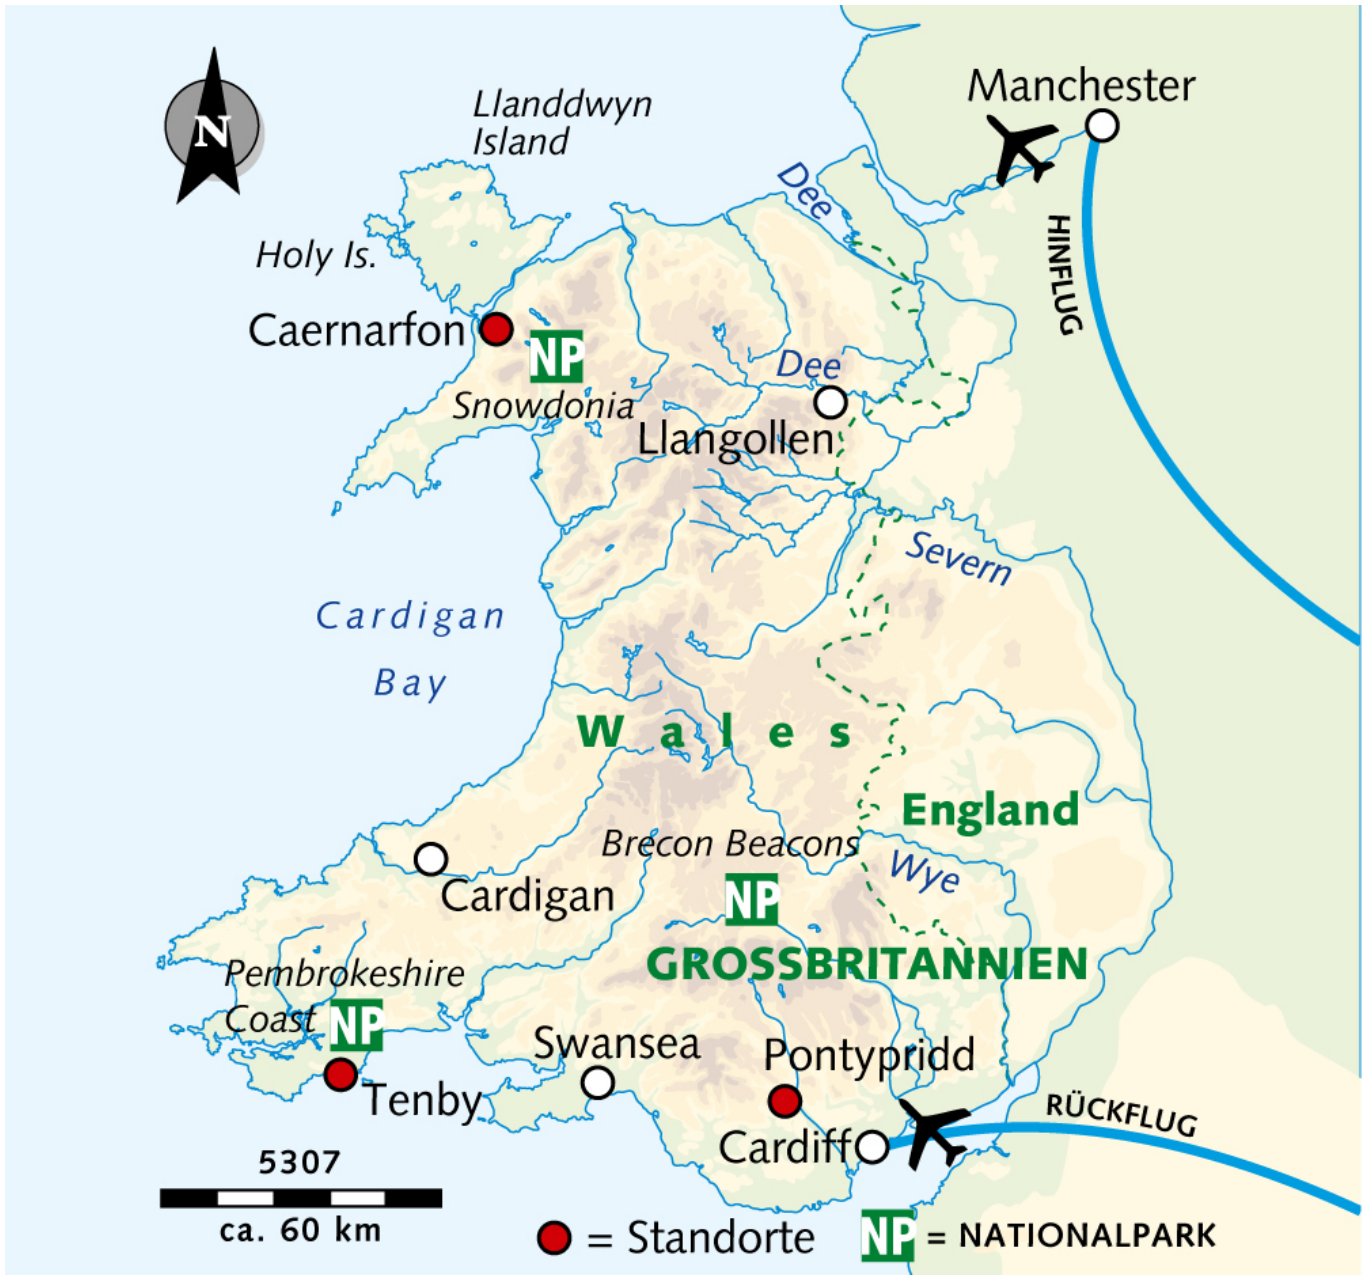 Manchester
Llanddwyn
Island
N
Dee
HINFLUG
Holy Is.
Caernarfon
NP
Snowdonia
Dee
Llangollen
Severn
Cardigan
Bay
Wales
England
Brecon Beacons
Wye
NP
Cardigan
GROSSBRITANNIEN
Pembrokeshire
Coast NP
Swansea
Pontypridd
Tenby
RÜCKFLUG
Cardiff
5307
ca. 60 km
= Standorte
NP = NATIONALPARK